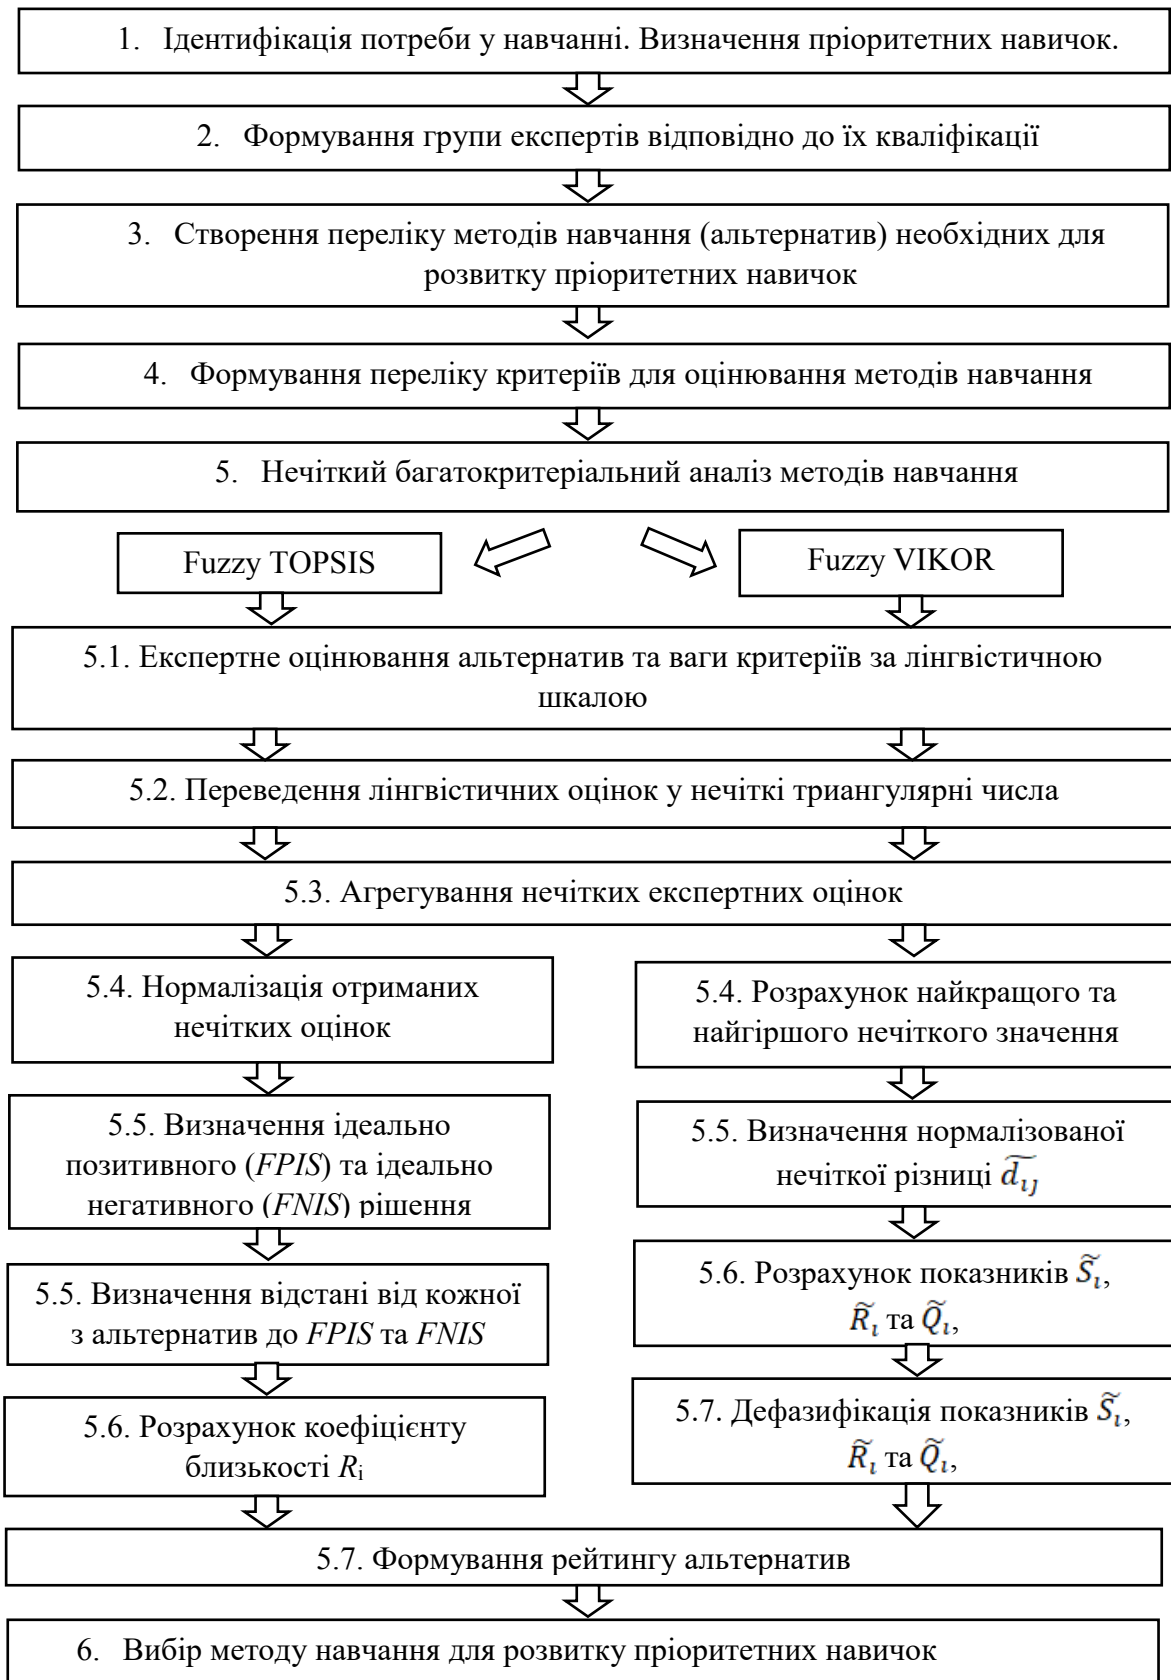 1. Ідентифікація потреби у навчанні. Визначення пріоритетних навичок.
2. Формування групи експертів відповідно до їх кваліфікації
3. Створення переліку методів навчання (альтернатив) необхідних для
розвитку пріоритетних навичок
4. Формування переліку критеріїв для оцінювання методів навчання
5. Нечіткий багатокритеріальний аналіз методів навчання
Fuzzy TOPSIS
Fuzzy VIKOR
5.1. Експертне оцінювання альтернатив та ваги критеріїв за лінгвістичною
шкалою
5.2. Переведення лінгвістичних оцінок у нечіткі триангулярні числа
5.3. Агрегування нечітких експертних оцінок
5.4. Нормалізація отриманих
нечітких оцінок
5.5. Визначення ідеально
позитивного (FPIS) та ідеально
негативного (FNIS) рішення
5.5. Визначення відстані від кожної
з альтернатив до FPIS та FNIS
5.6. Розрахунок коефіцієнту
близькості Rᵢ
5.4. Розрахунок найкращого та
найгіршого нечіткого значення
5.5. Визначення нормалізованої
нечіткої різниці d̃ᵢⱼ
5.6. Розрахунок показників S̃ᵢ,
R̃ᵢ та Q̃ᵢ,
5.7. Дефазифікація показників S̃ᵢ,
R̃ᵢ та Q̃ᵢ,
5.7. Формування рейтингу альтернатив
6. Вибір методу навчання для розвитку пріоритетних навичок